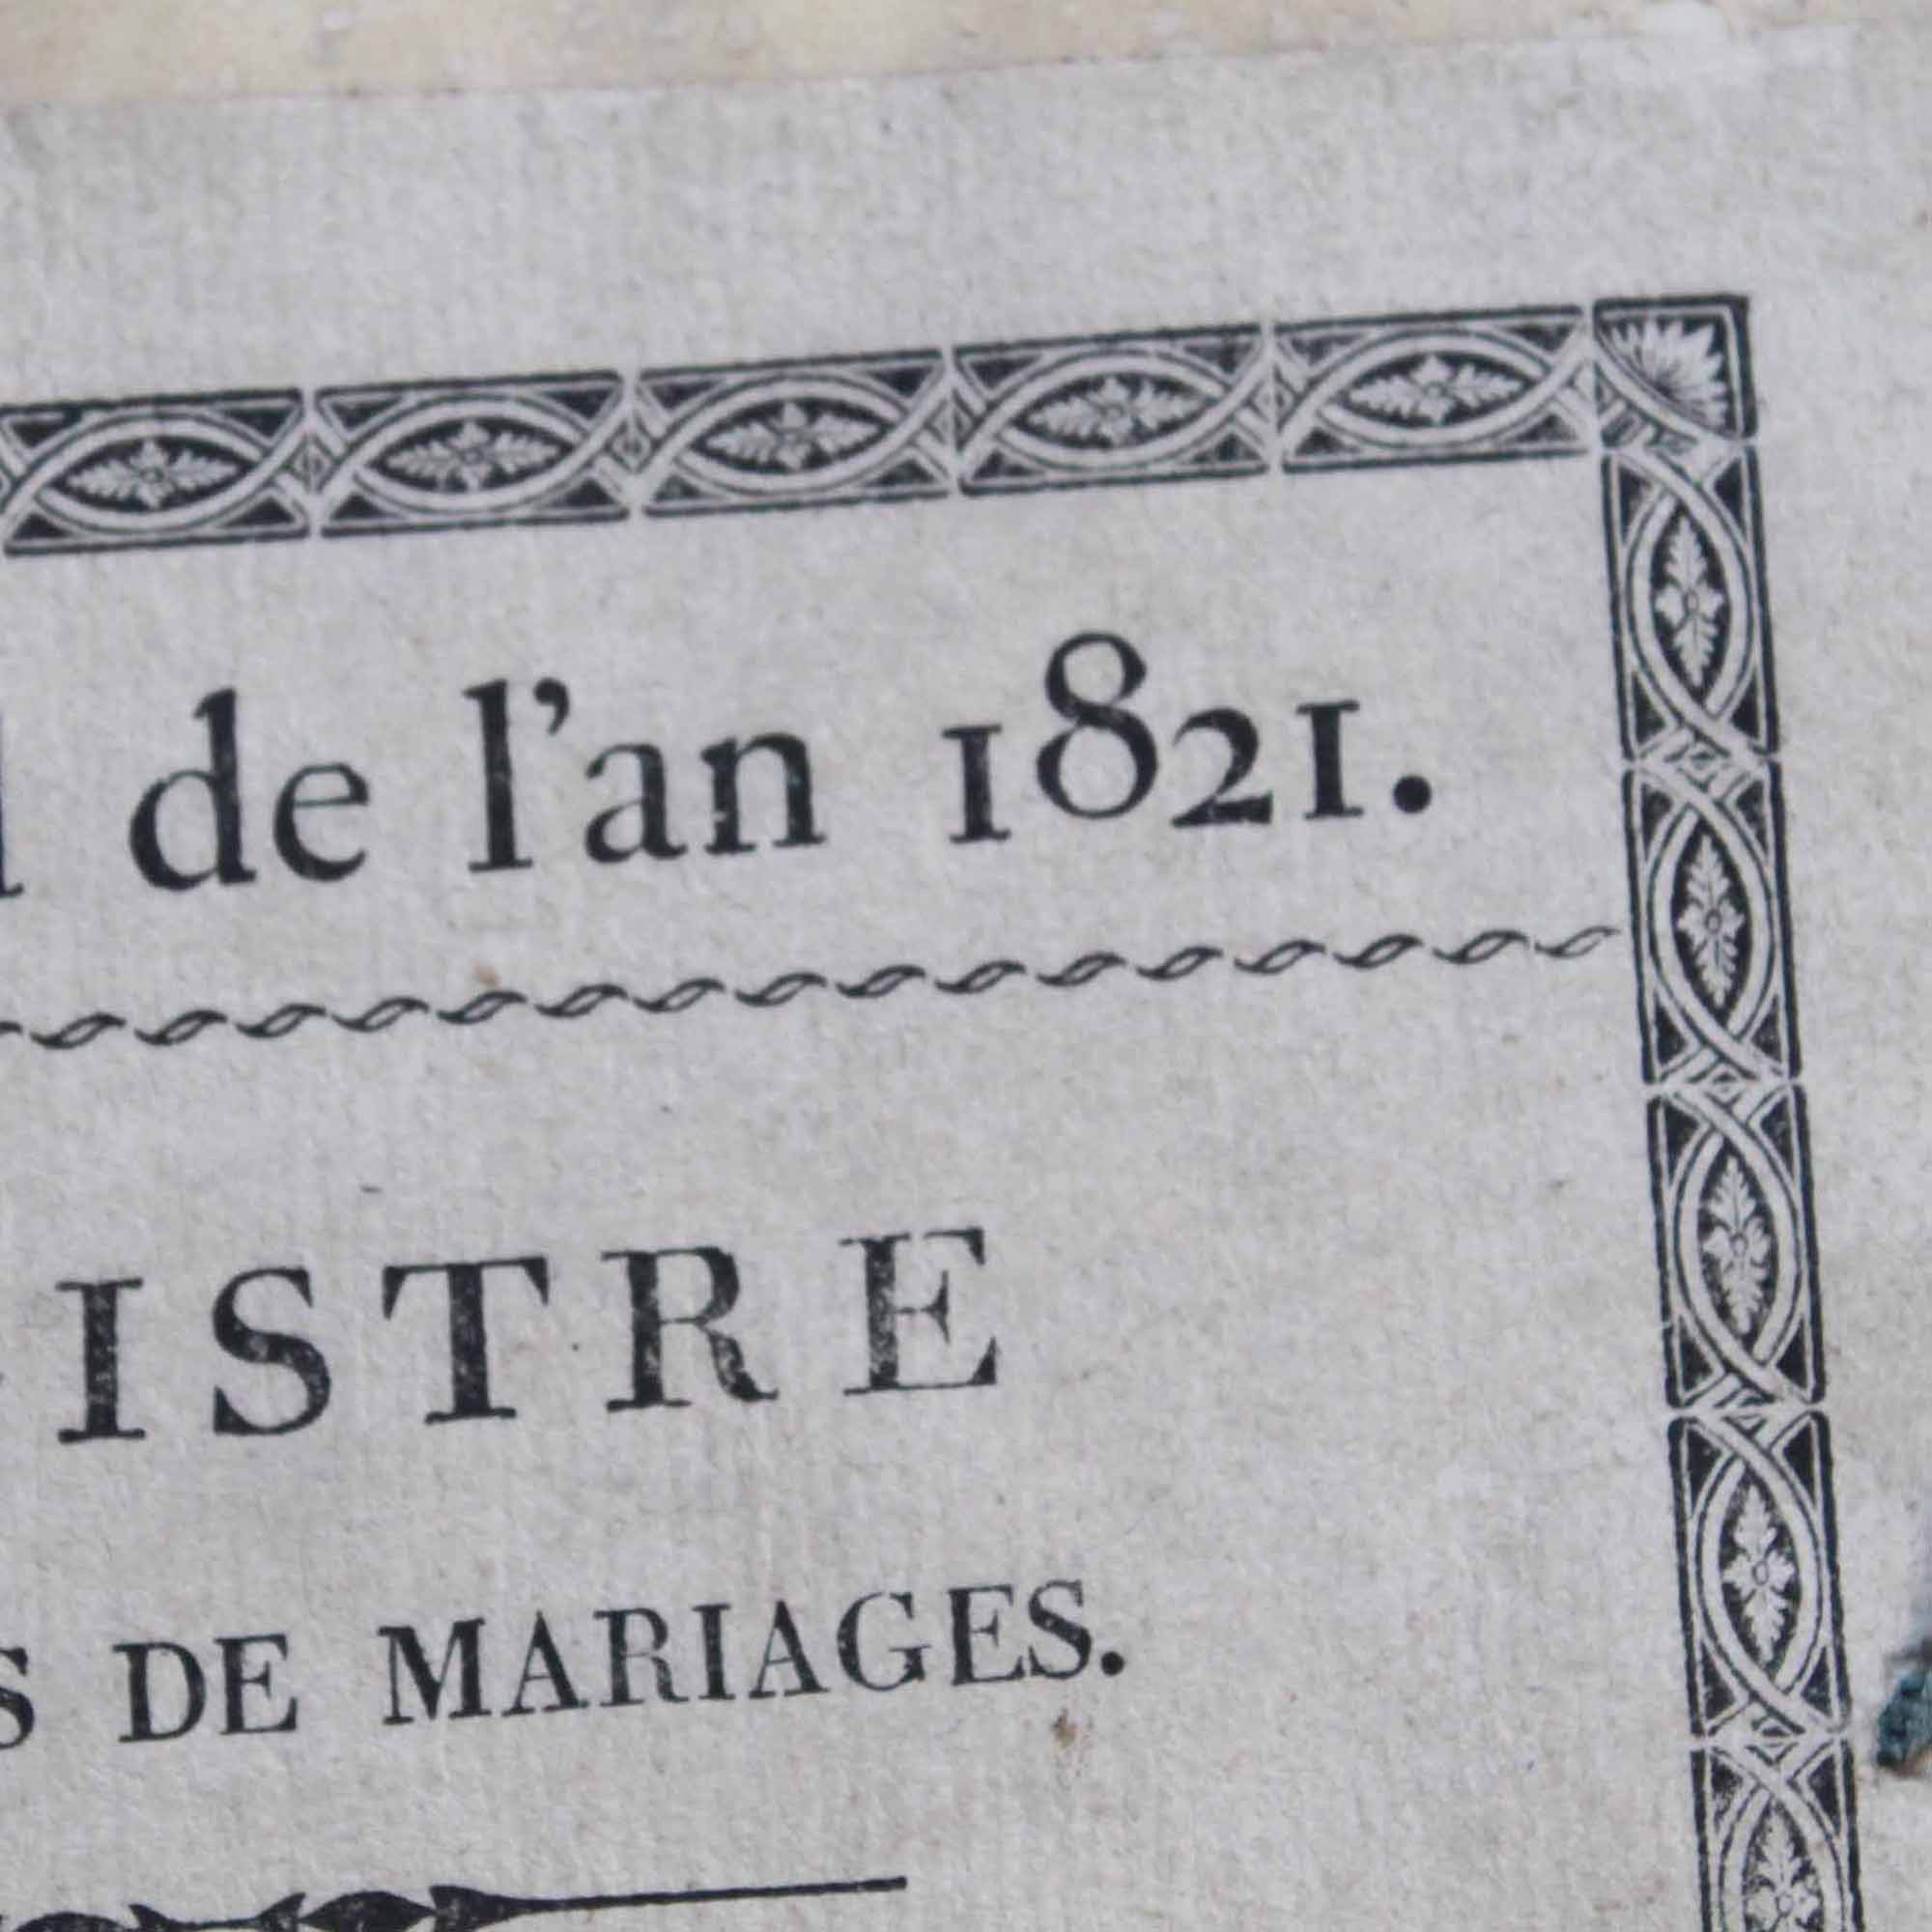 de l'an 1821.
ISTRE
DE MARIAGES.